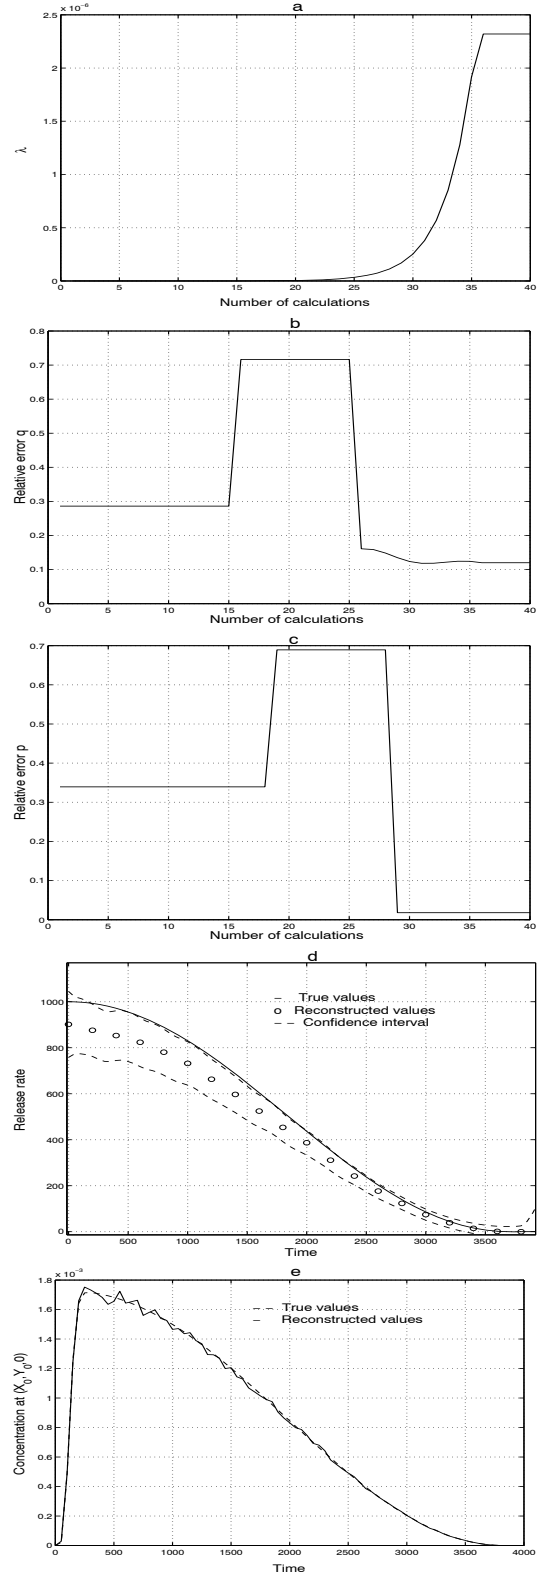 a
x 10⁻⁶
2.5
2
1.5
1
0.5
0
λ
0 5 10 15 20 25 30 35 40
Number of calculations
b
0.8
0.7
0.6
0.5
0.4
0.3
0.2
0.1
0
Relative error q
0 5 10 15 20 25 30 35 40
Number of calculations
c
0.7
0.6
0.5
0.4
0.3
0.2
0.1
0
Relative error p
0 5 10 15 20 25 30 35 40
Number of calculations
d
1000
800
600
400
200
0
Release rate
True values
Reconstructed values
Confidence interval
0 500 1000 1500 2000 2500 3000 3500
Time
e
x 10⁻³
1.8
1.6
1.4
1.2
1
0.8
0.6
0.4
0.2
0
Concentration at (X₀,Y₀,0)
True values
Reconstructed values
0 500 1000 1500 2000 2500 3000 3500 4000
Time